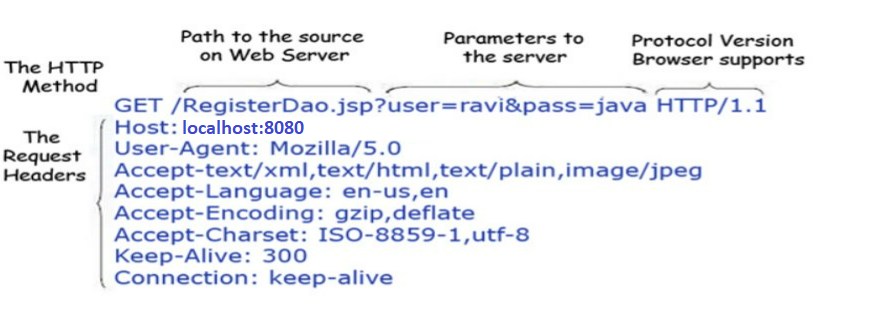 Path to the source
on Web Server
Parameters to
the server
Protocol Version
Browser supports
The HTTP
Method
GET /RegisterDao.jsp?user=ravi&pass=java HTTP/1.1
The
Request
Headers
Host: localhost:8080
User-Agent: Mozilla/5.0
Accept-text/xml,text/html,text/plain,image/jpeg
Accept-Language: en-us,en
Accept-Encoding: gzip,deflate
Accept-Charset: ISO-8859-1,utf-8
Keep-Alive: 300
Connection: keep-alive